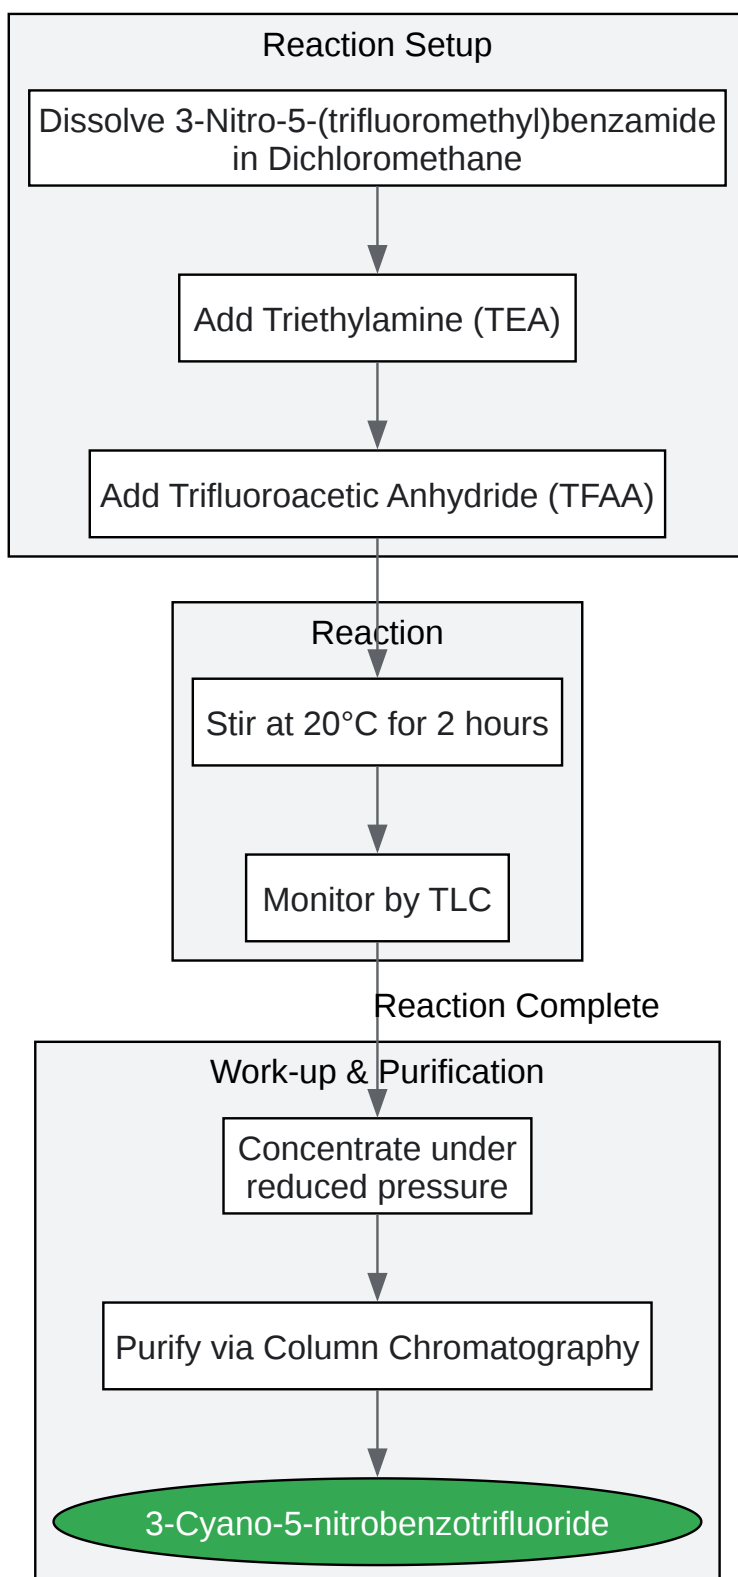 Reaction Setup
Dissolve 3-Nitro-5-(trifluoromethyl)benzamide
in Dichloromethane
Add Triethylamine (TEA)
Add Trifluoroacetic Anhydride (TFAA)
Reaction
Stir at 20°C for 2 hours
Monitor by TLC
Reaction Complete
Work-up & Purification
Concentrate under
reduced pressure
Purify via Column Chromatography
3-Cyano-5-nitrobenzotrifluoride